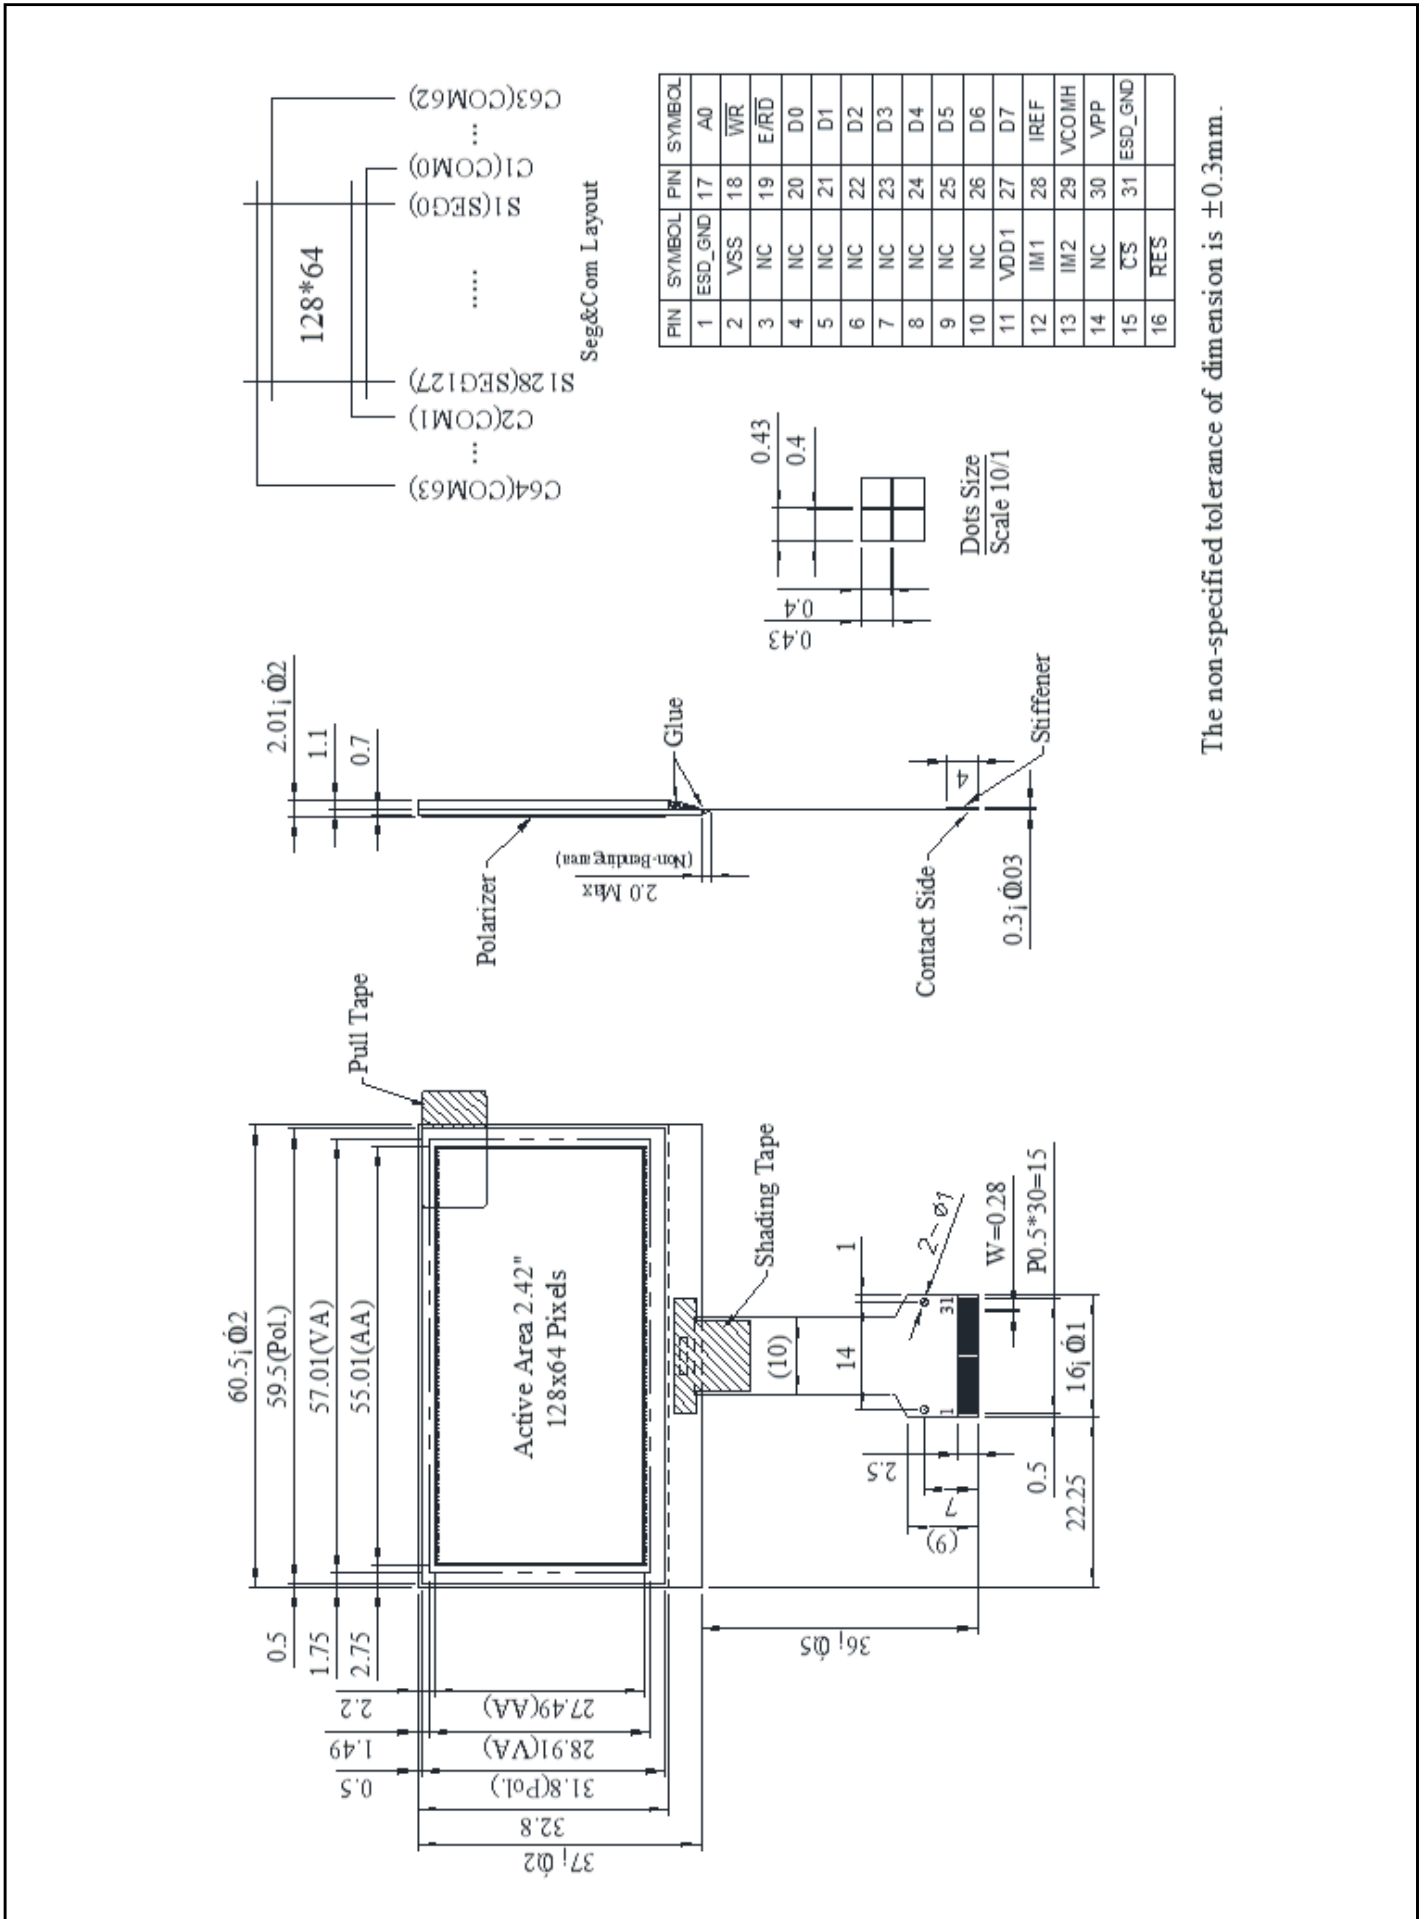 60.5¡Ó0.2
59.5(Pol.)
57.01(VA)
55.01(AA)
0.5
1.75
2.75
2.2
1.49
0.5
27.49(AA)
28.91(VA)
31.8(Pol.)
32.8
37¡Ó0.2
Active Area 2.42"
128x64 Pixels
Pull Tape
Shading Tape
(10)
14
1
2-ø1
W=0.28
P0.5*30=15
1
31
16¡Ó0.1
0.5
22.25
2.5
7
(9)
36¡Ó0.5
2.01¡Ó0.2
1.1
0.7
Polarizer
Glue
2.0 Max
(Non-Bending area)
Contact Side
Stiffener
4
0.3¡Ó0.03
0.43
0.4
0.4
0.43
Dots Size
Scale 10/1
128*64
C64(COM63)
...
C2(COM1)
S128(SEG127)
.....
S1(SEG0)
C1(COM0)
...
C63(COM62)
Seg&Com Layout
PIN SYMBOL PIN SYMBOL
1 ESD_GND 17 A0
2 VSS 18 W̅R̅
3 NC 19 E/R̅D̅
4 NC 20 D0
5 NC 21 D1
6 NC 22 D2
7 NC 23 D3
8 NC 24 D4
9 NC 25 D5
10 NC 26 D6
11 VDD1 27 D7
12 IM1 28 IREF
13 IM2 29 VCOMH
14 NC 30 VPP
15 C̅S̅ 31 ESD_GND
16 R̅E̅S̅
The non-specified tolerance of dimension is ±0.3mm.